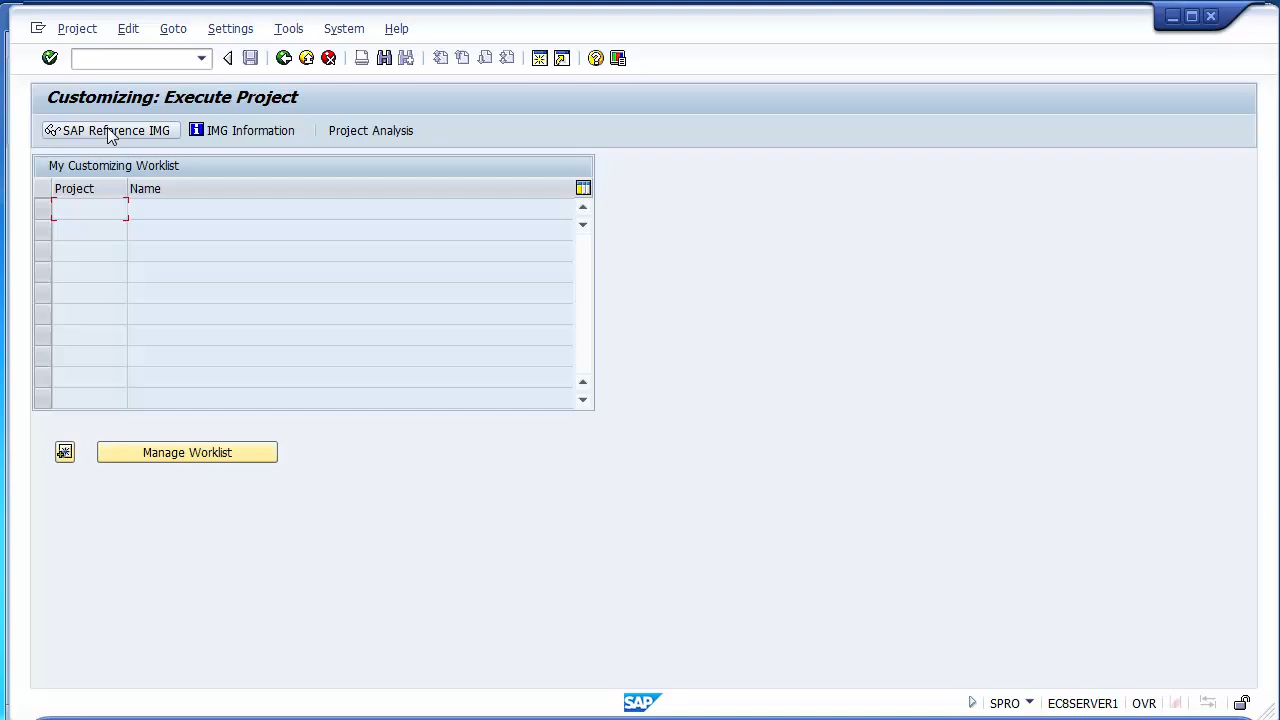 Project Edit Goto Settings Tools System Help
Customizing: Execute Project
SAP Reference IMG IMG Information Project Analysis
My Customizing Worklist
Project Name
Manage Worklist
SAP SPRO EC8SERVER1 OVR